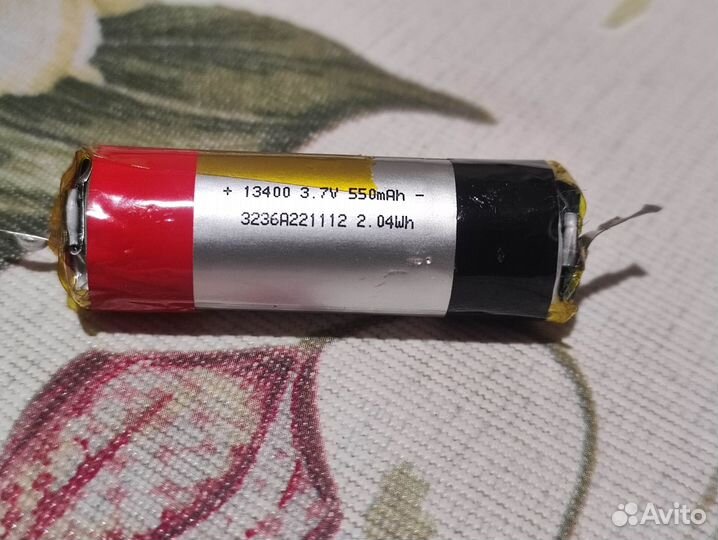 + 13400 3.7V 550mAh -
3236A221112 2.04Wh
Avito